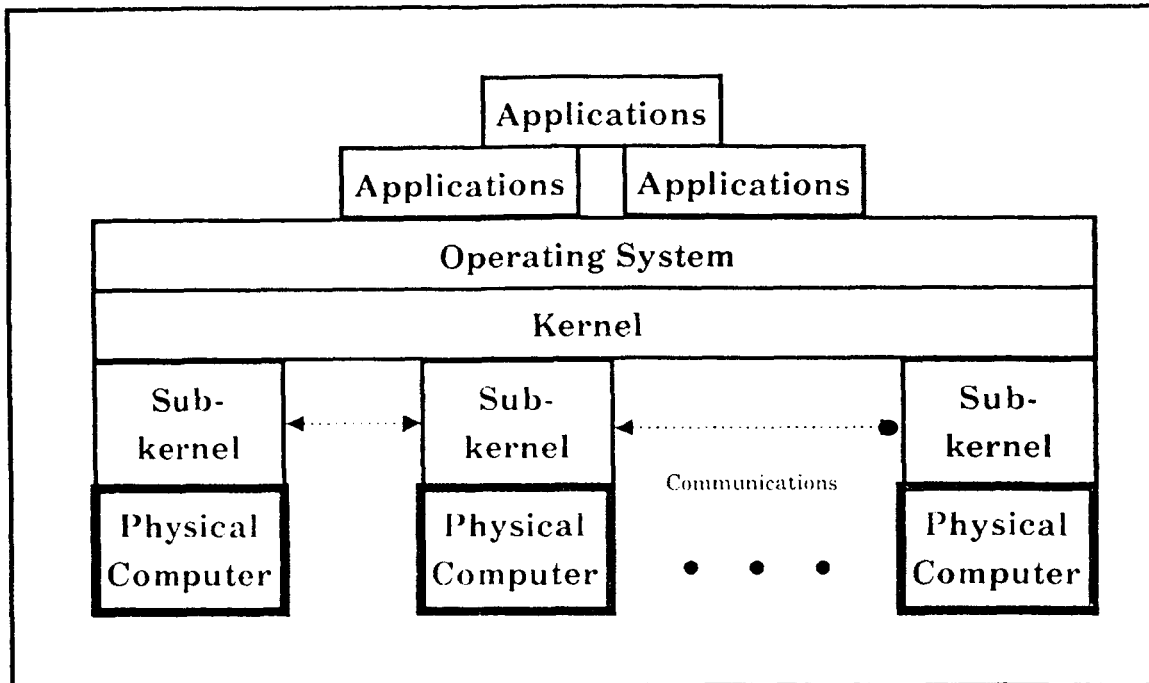 Applications
Applications Applications
Operating System
Kernel
Sub-
kernel
Sub-
kernel
Sub-
kernel
Communications
Physical
Computer
Physical
Computer
Physical
Computer